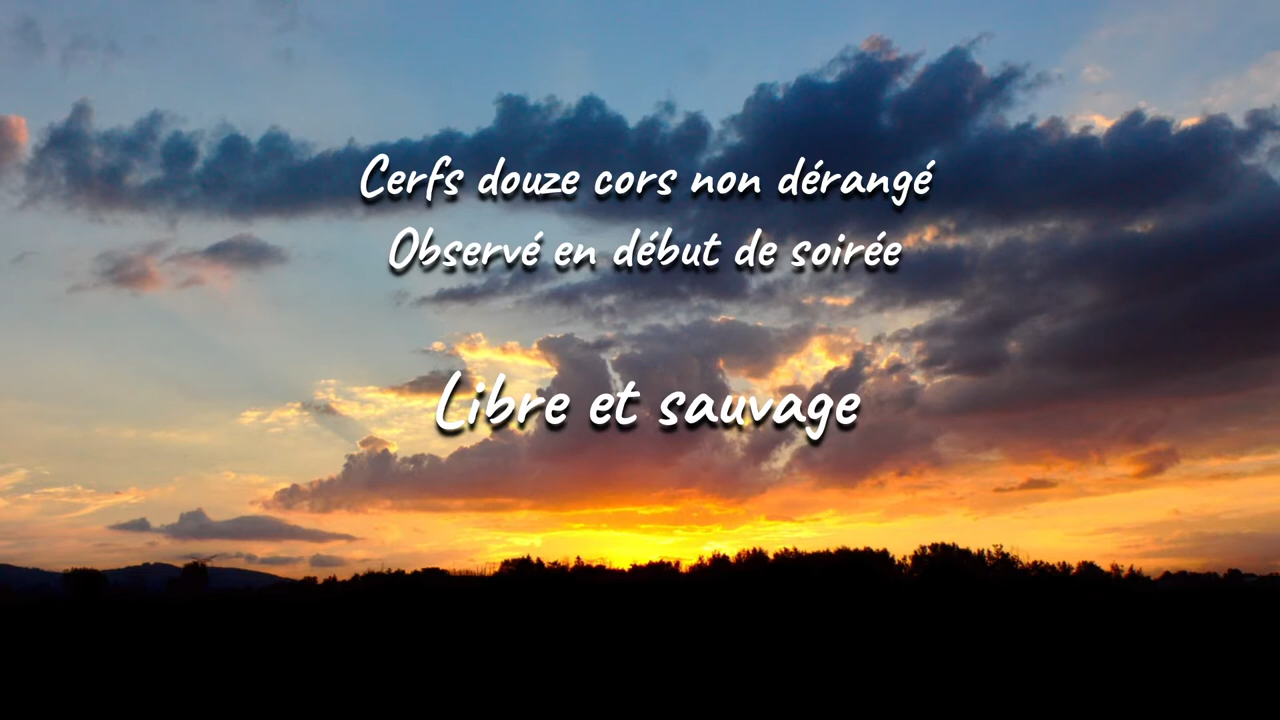 Cerfs douze cors non dérangé
Observé en début de soirée
Libre et sauvage